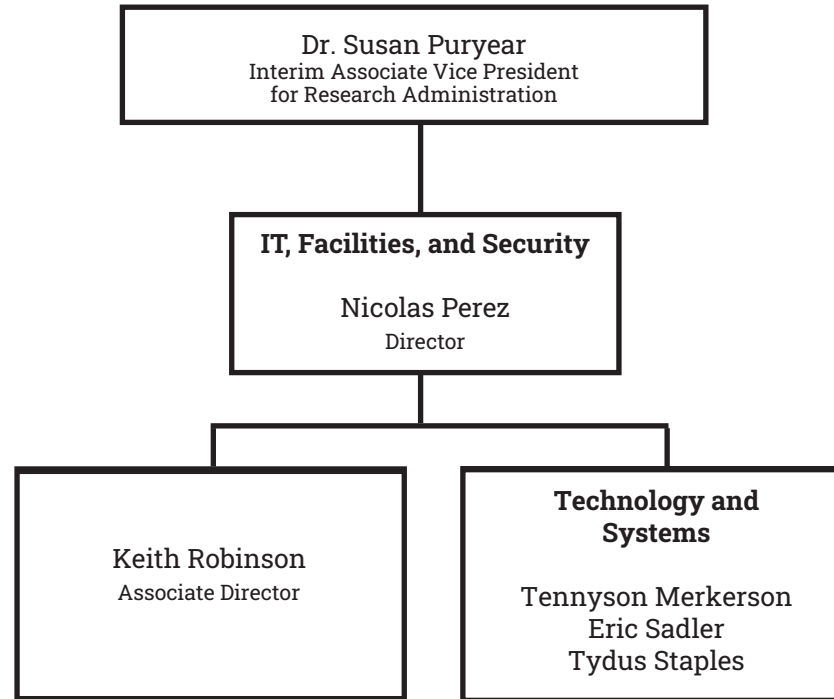 Dr. Susan Puryear
Interim Associate Vice President
for Research Administration
IT, Facilities, and Security
Nicolas Perez
Director
Keith Robinson
Associate Director
Technology and
Systems
Tennyson Merkerson
Eric Sadler
Tydus Staples